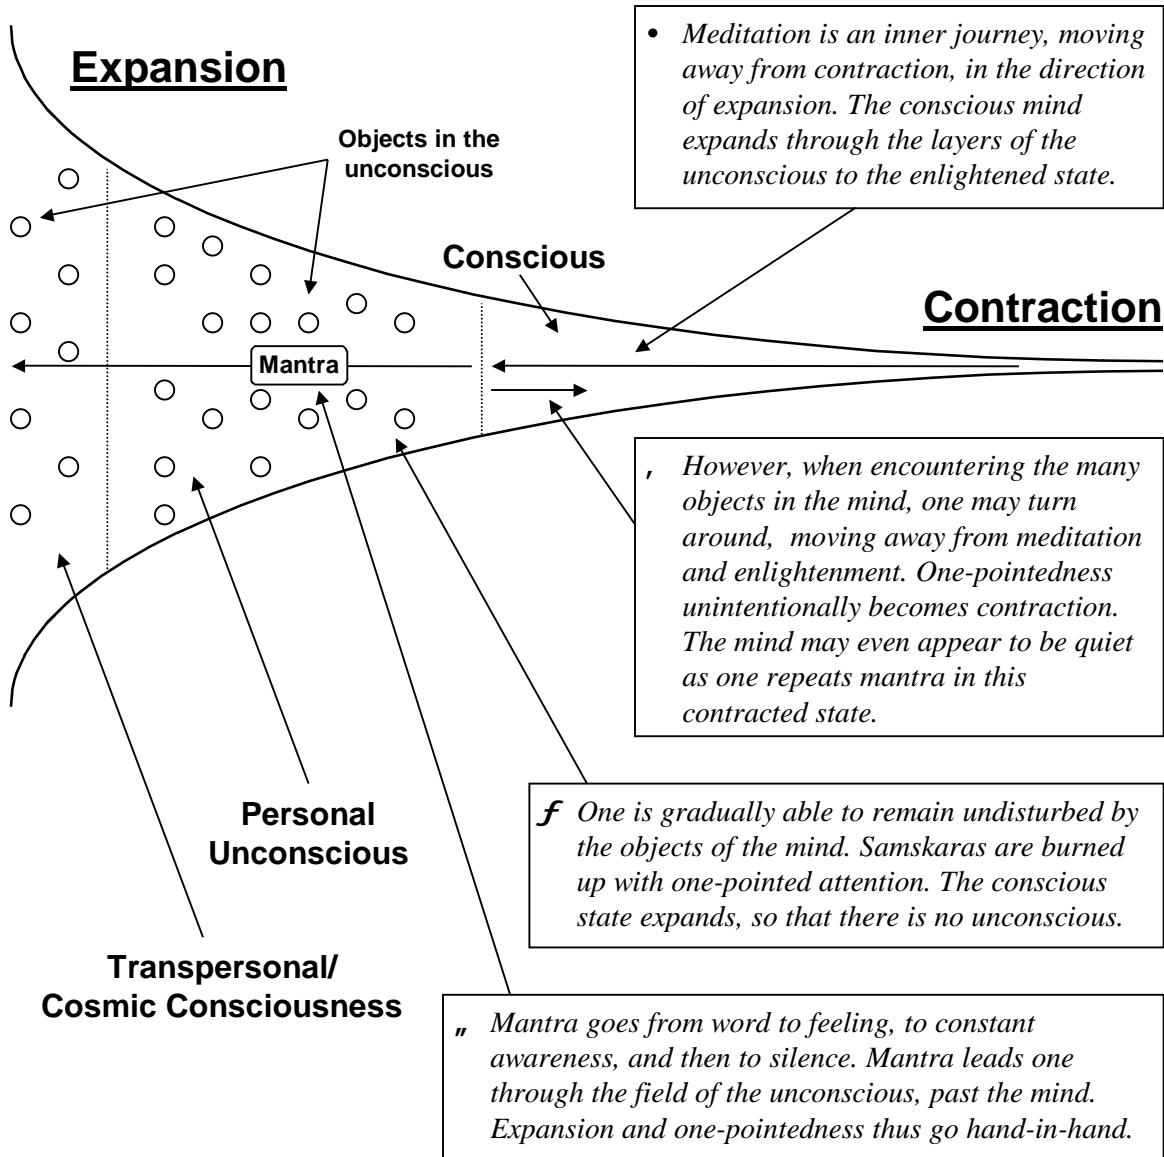 Expansion
• Meditation is an inner journey, moving
away from contraction, in the direction
of expansion. The conscious mind
expands through the layers of the
unconscious to the enlightened state.
Objects in the
unconscious
Conscious
Contraction
Mantra
‚ However, when encountering the many
objects in the mind, one may turn
around, moving away from meditation
and enlightenment. One-pointedness
unintentionally becomes contraction.
The mind may even appear to be quiet
as one repeats mantra in this
contracted state.
Personal
Unconscious
ƒ One is gradually able to remain undisturbed by
the objects of the mind. Samskaras are burned
up with one-pointed attention. The conscious
state expands, so that there is no unconscious.
Transpersonal/
Cosmic Consciousness
„ Mantra goes from word to feeling, to constant
awareness, and then to silence. Mantra leads one
through the field of the unconscious, past the mind.
Expansion and one-pointedness thus go hand-in-hand.